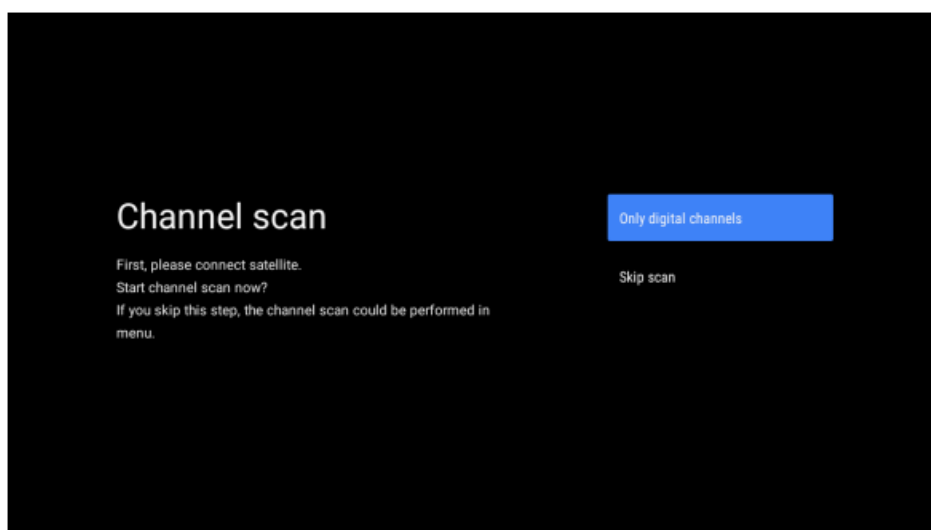 Channel scan
First, please connect satellite.
Start channel scan now?
If you skip this step, the channel scan could be performed in
menu.
Only digital channels
Skip scan